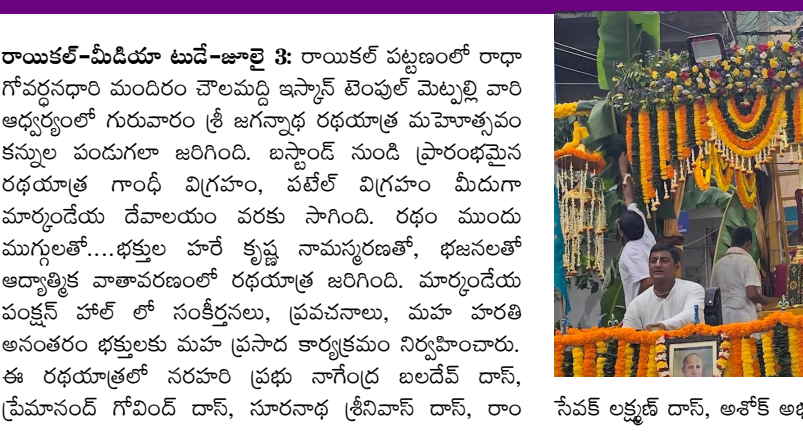 రాయికల్-మీడియా టుడే-జూలై 3: రాయికల్ పట్టణంలో రాధా
గోవర్ధనధారి మందిరం చౌలమద్ది ఇస్కాన్ టెంపుల్ మెట్పల్లి వారి
ఆధ్వర్యంలో గురువారం శ్రీ జగన్నాథ రథయాత్ర మహెూత్సవం
కన్నుల పండుగలా జరిగింది. బస్టాండ్ నుండి ప్రారంభమైన
రథయాత్ర గాంధీ విగ్రహం, పటేల్ విగ్రహం మీదుగా
మార్కండేయ దేవాలయం వరకు సాగింది. రథం ముందు
ముగ్గులతో....భక్తుల హరే కృష్ణ నామస్మరణతో, భజనలతో
ఆద్యాత్మిక వాతావరణంలో రథయాత్ర జరిగింది. మార్కండేయ
పంక్షన్ హాల్ లో సంకీర్తనలు, ప్రవచనాలు, మహ హరతి
అనంతరం భక్తులకు మహ ప్రసాద కార్యక్రమం నిర్వహించారు.
ఈ రథయాత్రలో నరహరి ప్రభు నాగేంద్ర బలదేవ్ దాస్,
ప్రేమానంద్ గోవింద్ దాస్, సూరనాథ శ్రీనివాస్ దాస్, రాం
సేవక్ లక్ష్మణ్ దాస్, అశోక్